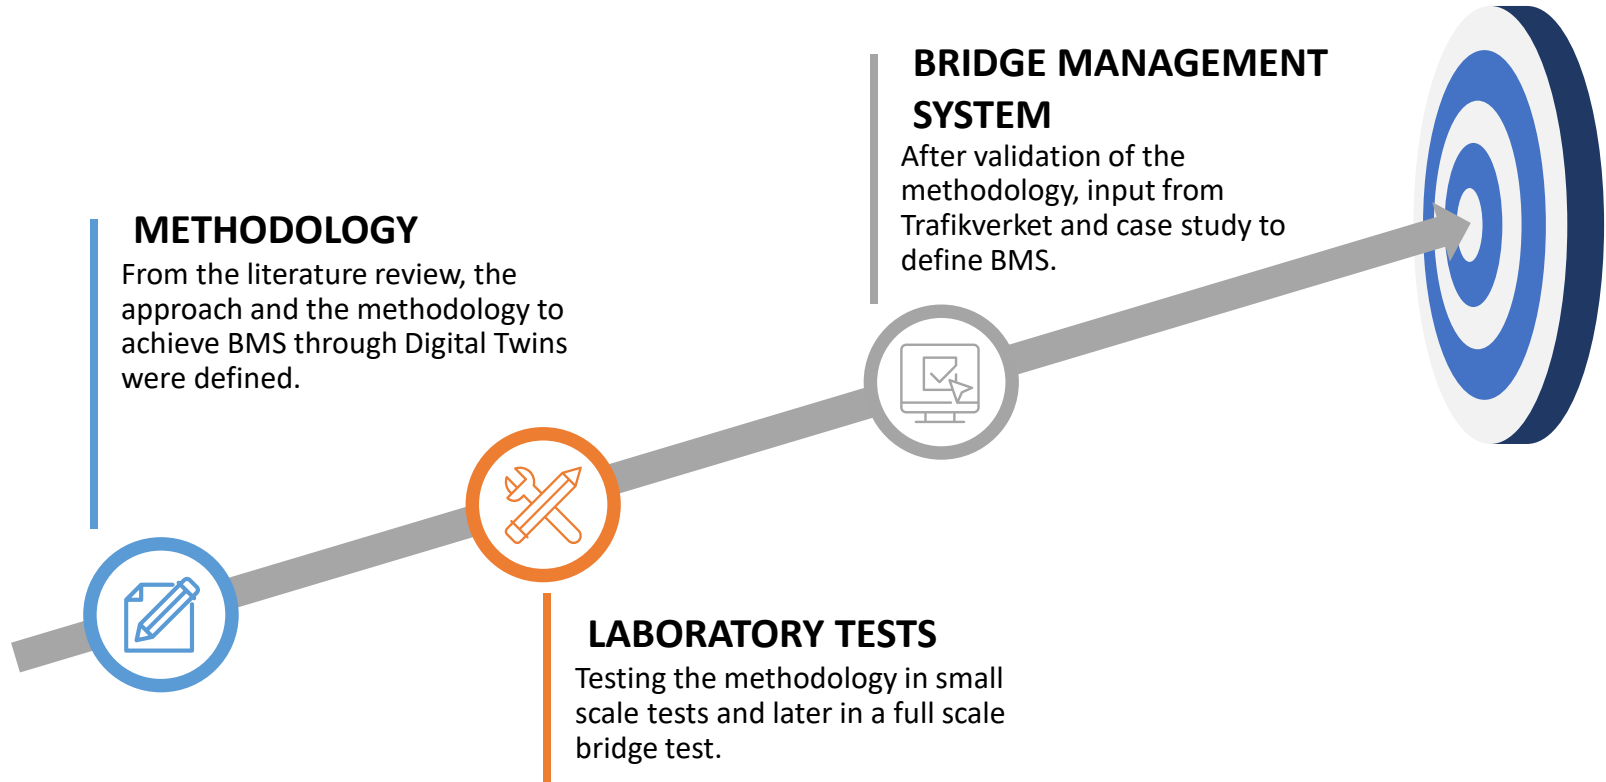 METHODOLOGY
From the literature review, the
approach and the methodology to
achieve BMS through Digital Twins
were defined.
LABORATORY TESTS
Testing the methodology in small
scale tests and later in a full scale
bridge test.
BRIDGE MANAGEMENT
SYSTEM
After validation of the
methodology, input from
Trafikverket and case study to
define BMS.